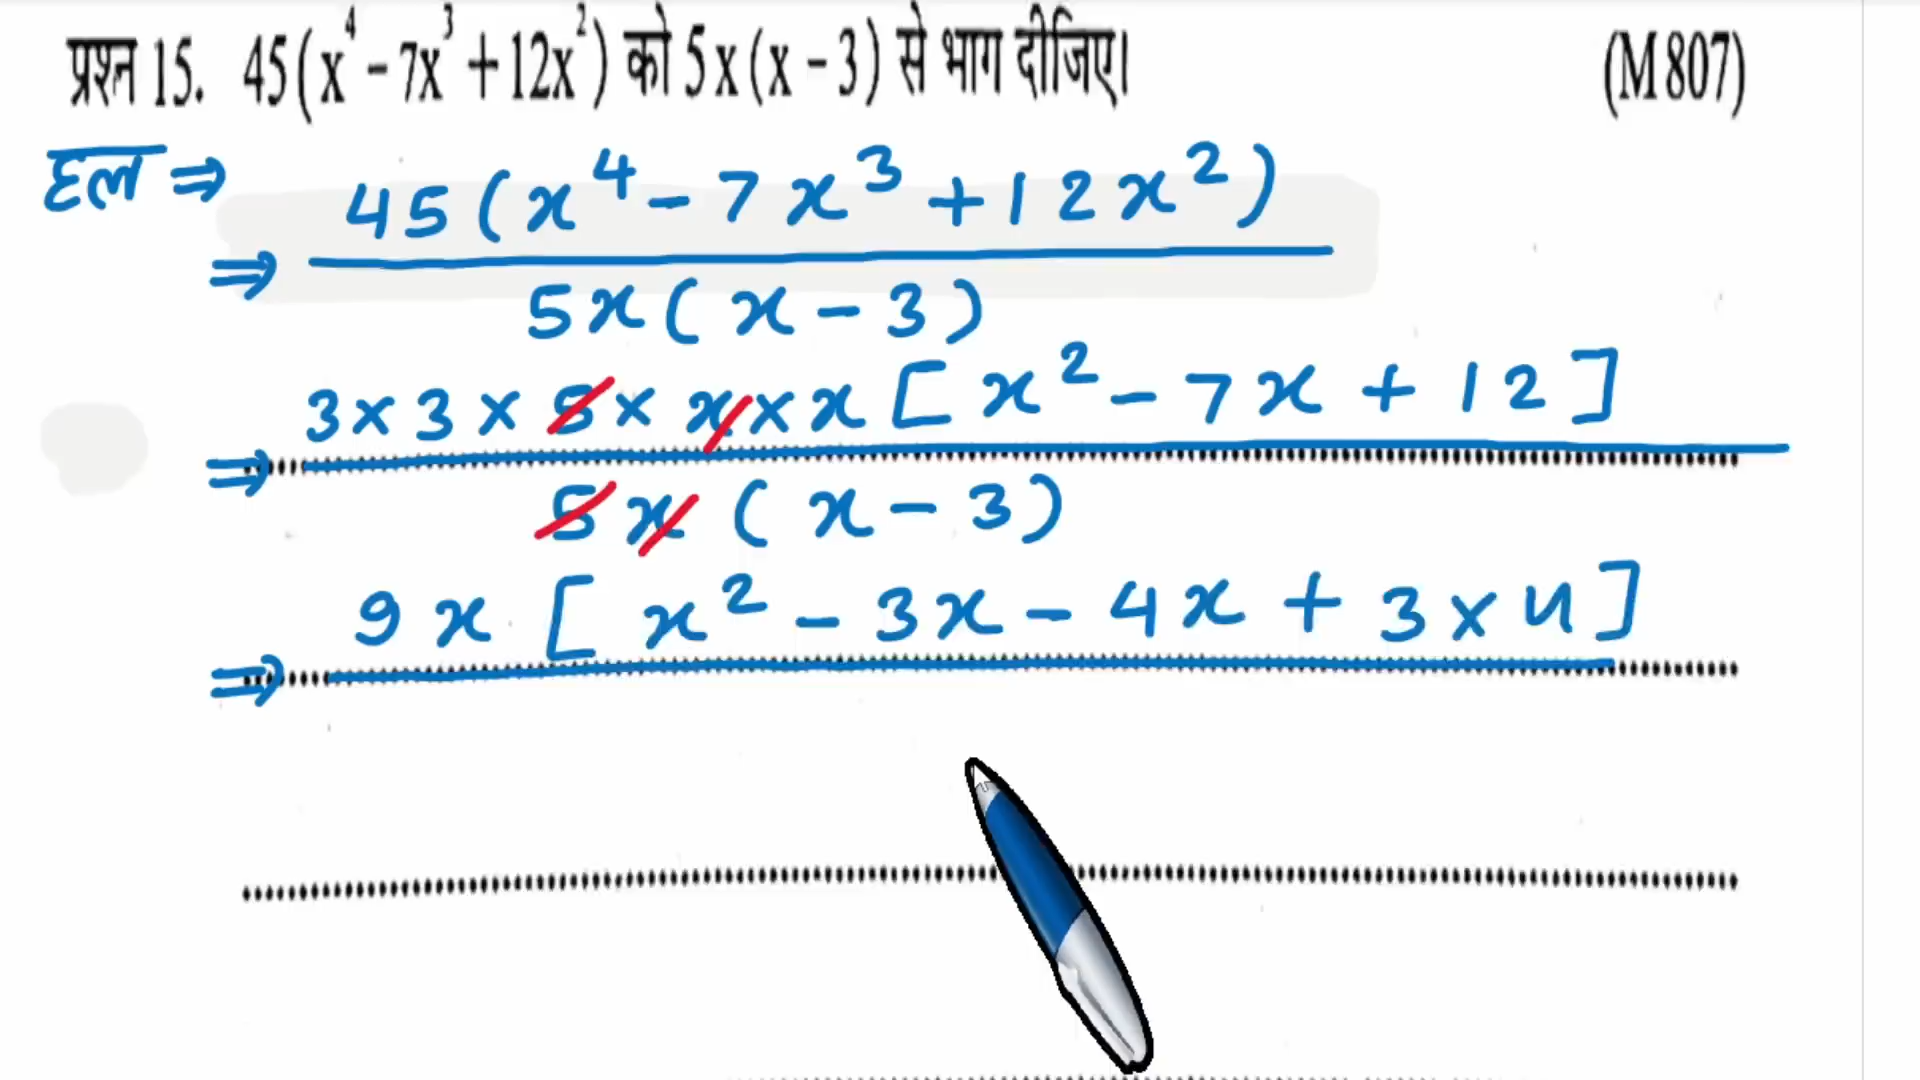 प्रश्न 15. 45(x⁴ - 7x³ + 12x²) को 5x(x - 3) से भाग दीजिए। (M 807)
हल ⇒
⇒ 45(x⁴ - 7x³ + 12x²)
5x(x - 3)
⇒ 3 × 3 × 5 × x × x [x² - 7x + 12]
5x (x - 3)
⇒ 9x [x² - 3x - 4x + 3 × 4]